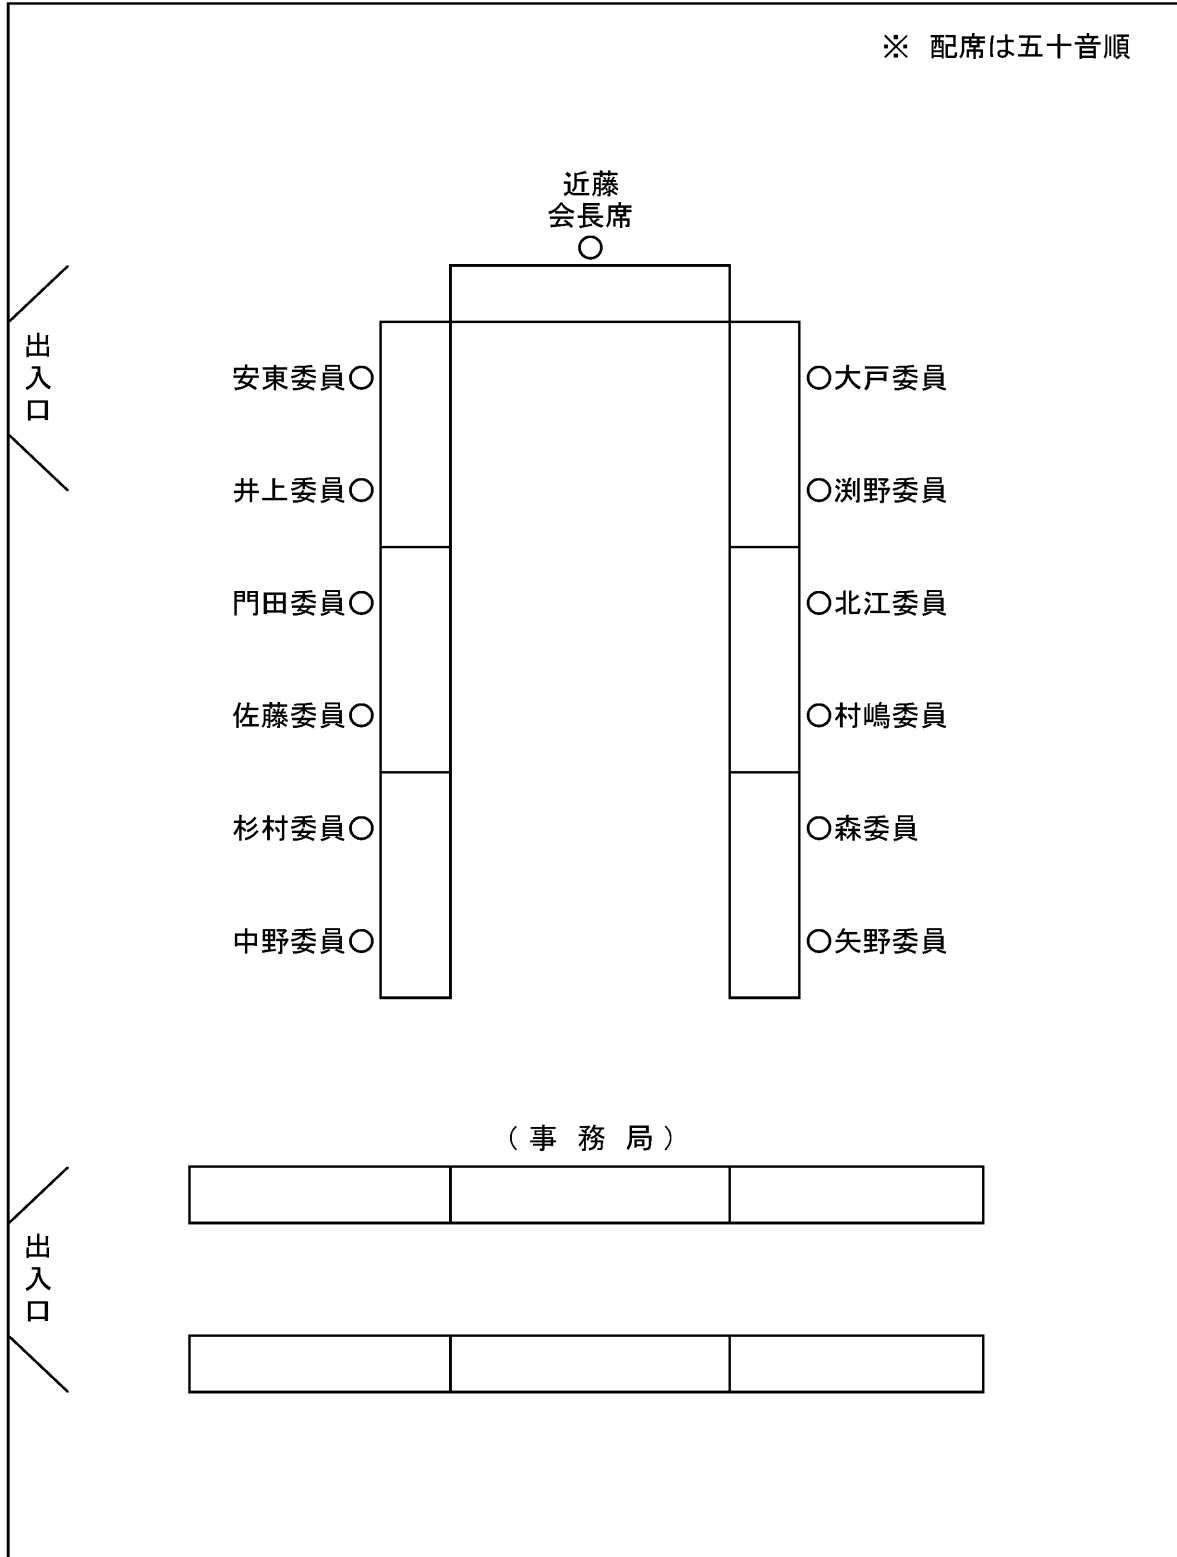 ※ 配席は五十音順
近藤
会長席
○
出入口
安東委員○
○大戸委員
井上委員○
○渕野委員
門田委員○
○北江委員
佐藤委員○
○村嶋委員
杉村委員○
○森委員
中野委員○
○矢野委員
（事 務 局）
出入口